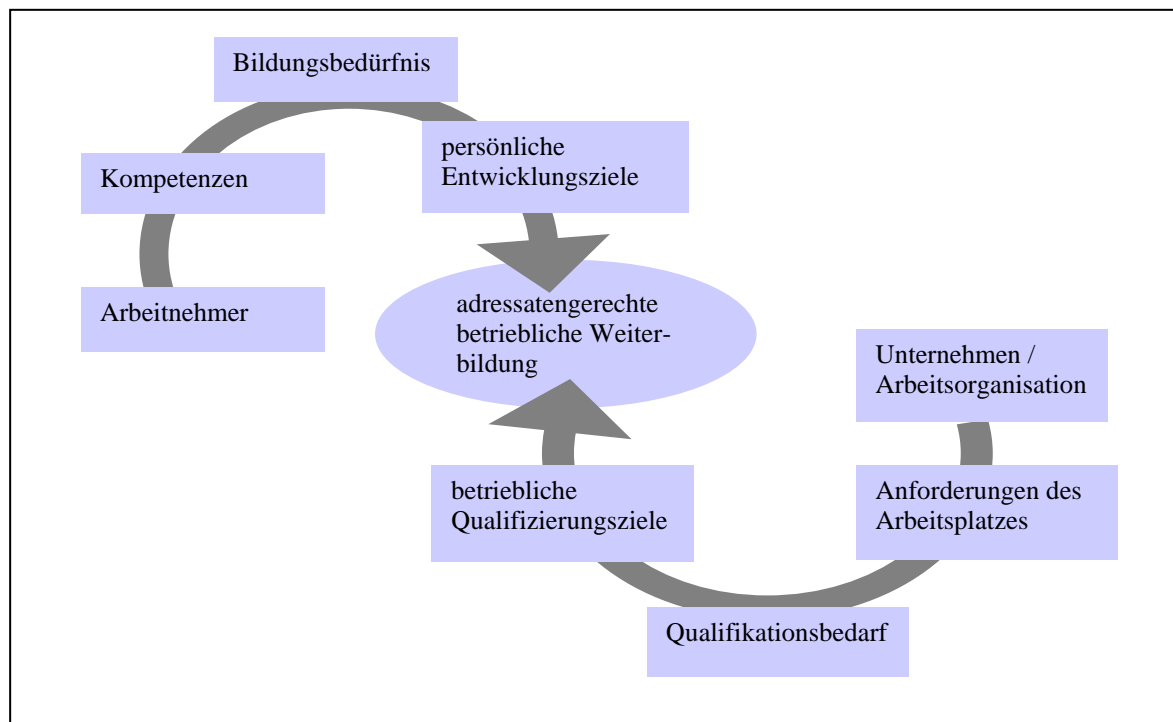 Bildungsbedürfnis
persönliche
Entwicklungsziele
Kompetenzen
Arbeitnehmer
adressatengerechte
betriebliche Weiter-
bildung
Unternehmen /
Arbeitsorganisation
betriebliche
Qualifizierungsziele
Anforderungen des
Arbeitsplatzes
Qualifikationsbedarf